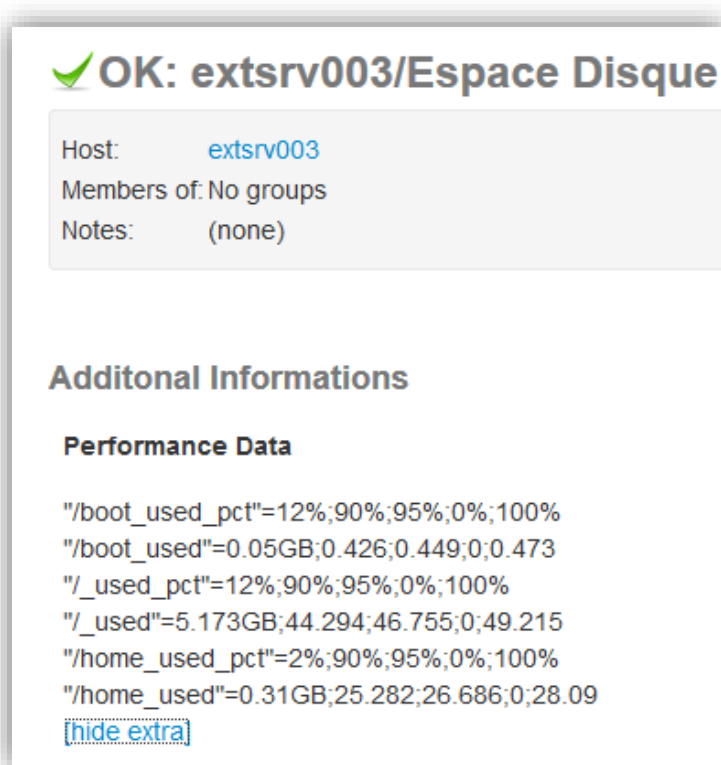 OK: extsrv003/Espace Disque
Host: extsrv003
Members of: No groups
Notes: (none)
Additonal Informations
Performance Data
"/boot_used_pct"=12%;90%;95%;0%;100%
"/boot_used"=0.05GB;0.426;0.449;0;0.473
"/_used_pct"=12%;90%;95%;0%;100%
"/_used"=5.173GB;44.294;46.755;0;49.215
"/home_used_pct"=2%;90%;95%;0%;100%
"/home_used"=0.31GB;25.282;26.686;0;28.09
[hide extra]